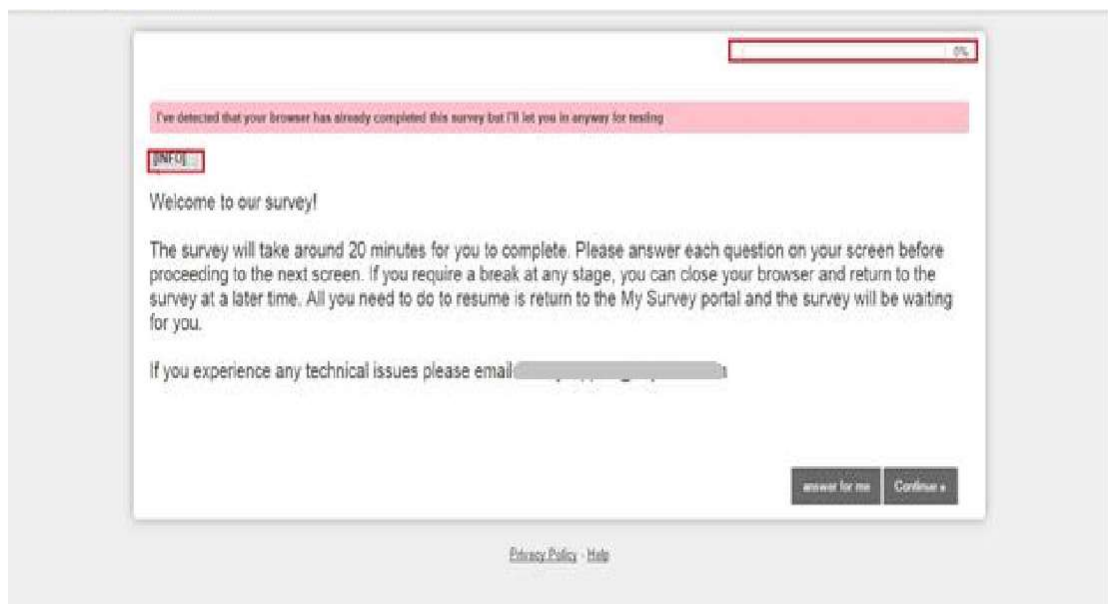 0%
I've detected that your browser has already completed this survey but I'll let you in anyway for testing
[INFO]
Welcome to our survey!
The survey will take around 20 minutes for you to complete. Please answer each question on your screen before
proceeding to the next screen. If you require a break at any stage, you can close your browser and return to the
survey at a later time. All you need to do to resume is return to the My Survey portal and the survey will be waiting
for you.
If you experience any technical issues please email
answer for me Continue »
Privacy Policy - Help